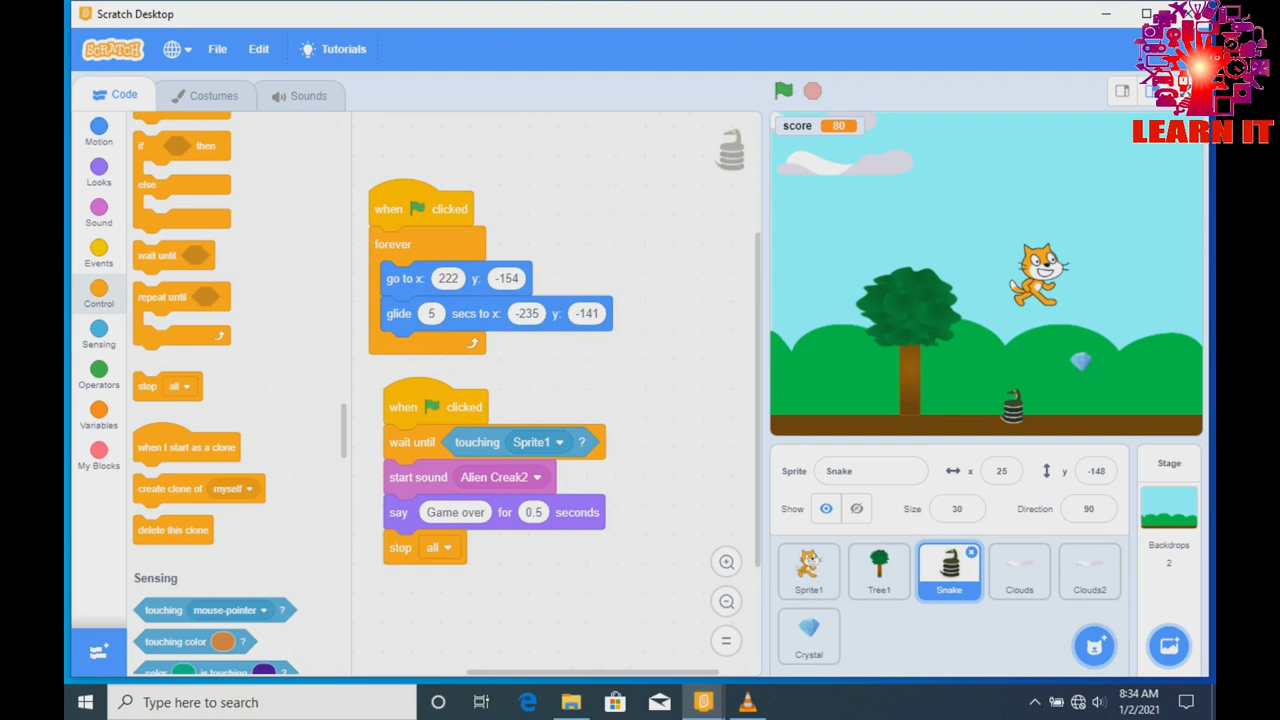 Scratch Desktop
SCRATCH
File Edit Tutorials
LEARN IT
Code Costumes Sounds
Motion
Looks
Sound
Events
Control
Sensing
Operators
Variables
My Blocks
if then
else
wait until
repeat until
stop all
when I start as a clone
create clone of myself
delete this clone
Sensing
touching mouse-pointer ?
touching color ?
color is touching ?
when clicked
forever
go to x: 222 y: -154
glide 5 secs to x: -235 y: -141
when clicked
wait until touching Sprite1 ?
start sound Alien Creak2
say Game over for 0.5 seconds
stop all
score 80
Sprite Snake x 25 y -148
Show Size 30 Direction 90
Sprite1 Tree1 Snake Clouds Clouds2
Crystal
Stage
Backdrops
2
Type here to search
8:34 AM
1/2/2021